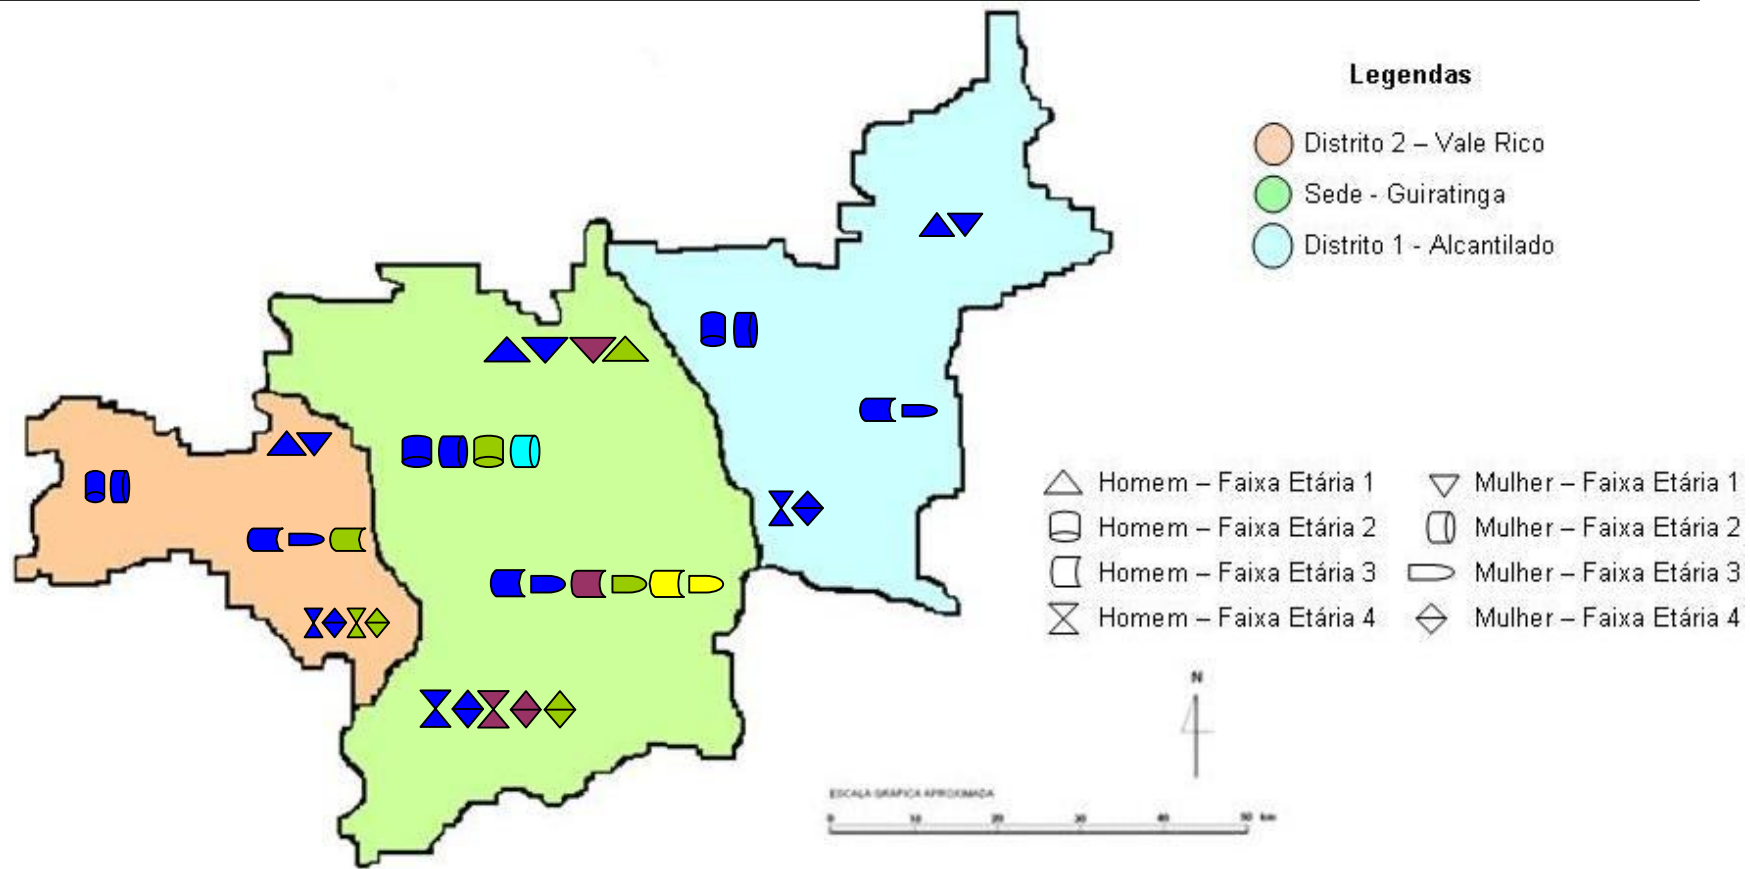 Legendas
Distrito 2 – Vale Rico
Sede - Guiratinga
Distrito 1 - Alcantilado
Homem – Faixa Etária 1
Mulher – Faixa Etária 1
Homem – Faixa Etária 2
Mulher – Faixa Etária 2
Homem – Faixa Etária 3
Mulher – Faixa Etária 3
Homem – Faixa Etária 4
Mulher – Faixa Etária 4
N
ESCALA GRÁFICA APROXIMADA
0 10 20 30 40 50 km